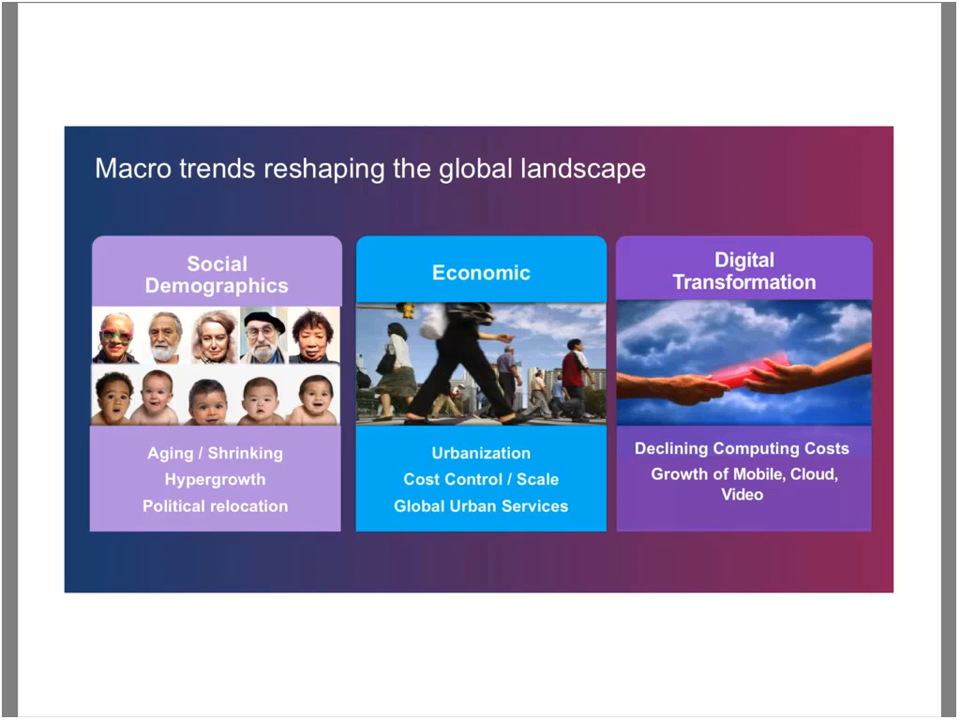 Macro trends reshaping the global landscape
Social
Demographics
Aging / Shrinking
Hypergrowth
Political relocation
Economic
Urbanization
Cost Control / Scale
Global Urban Services
Digital
Transformation
Declining Computing Costs
Growth of Mobile, Cloud,
Video